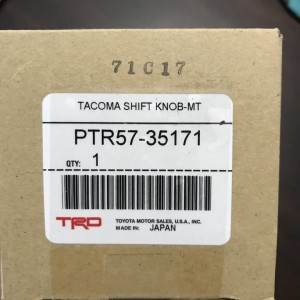 71C17
TACOMA SHIFT KNOB-MT
PTR57-35171
QTY: 1
TRD
TOYOTA MOTOR SALES, U.S.A., INC.
MADE IN: JAPAN